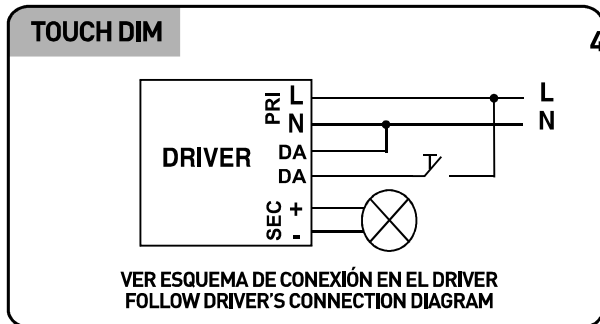 TOUCH DIM
4
PRI
L
N
DRIVER
DA
DA
SEC
+
-
L
N
VER ESQUEMA DE CONEXIÓN EN EL DRIVER
FOLLOW DRIVER'S CONNECTION DIAGRAM